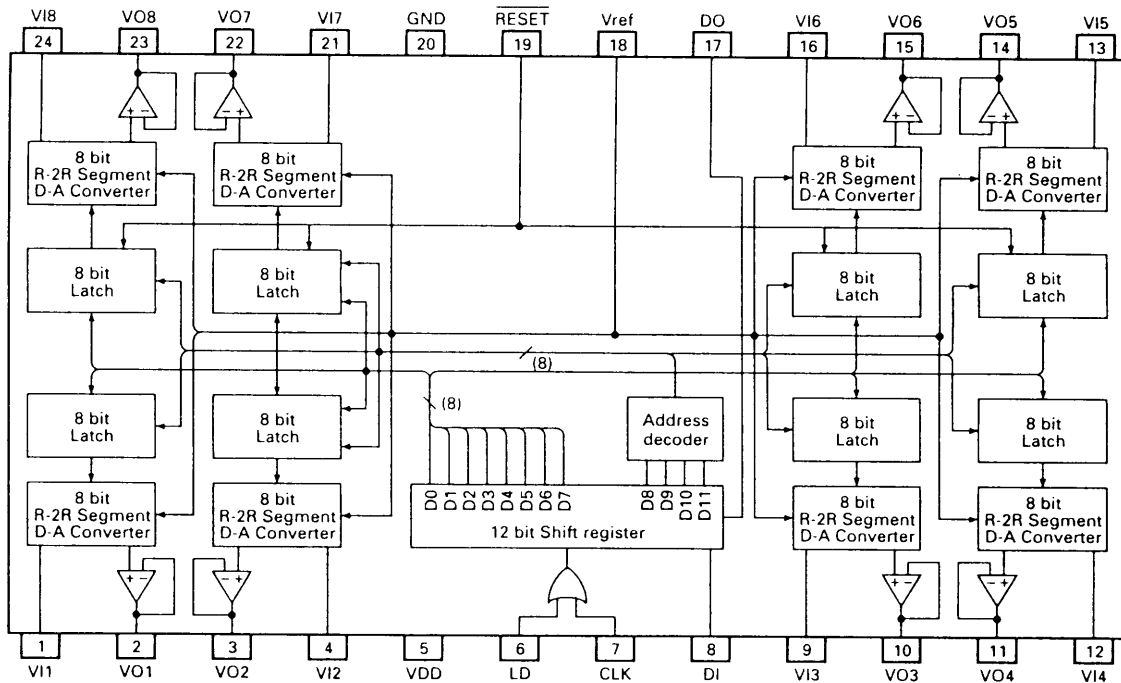 VI8 VO8 VO7 VI7 GND RESET Vref DO VI6 VO6 VO5 VI5
24 23 22 21 20 19 18 17 16 15 14 13
+ − − + + − − +
8 bit
R-2R Segment
D-A Converter
8 bit
R-2R Segment
D-A Converter
8 bit
R-2R Segment
D-A Converter
8 bit
R-2R Segment
D-A Converter
8 bit
Latch
8 bit
Latch
8 bit
Latch
8 bit
Latch
(8)
(8)
8 bit
Latch
8 bit
Latch
Address
decoder
8 bit
Latch
8 bit
Latch
D0 D1 D2 D3 D4 D5 D6 D7 D8 D9 D10 D11
12 bit Shift register
8 bit
R-2R Segment
D-A Converter
8 bit
R-2R Segment
D-A Converter
8 bit
R-2R Segment
D-A Converter
8 bit
R-2R Segment
D-A Converter
+ − − + + − − +
1 2 3 4 5 6 7 8 9 10 11 12
VI1 VO1 VO2 VI2 VDD LD CLK DI VI3 VO3 VO4 VI4